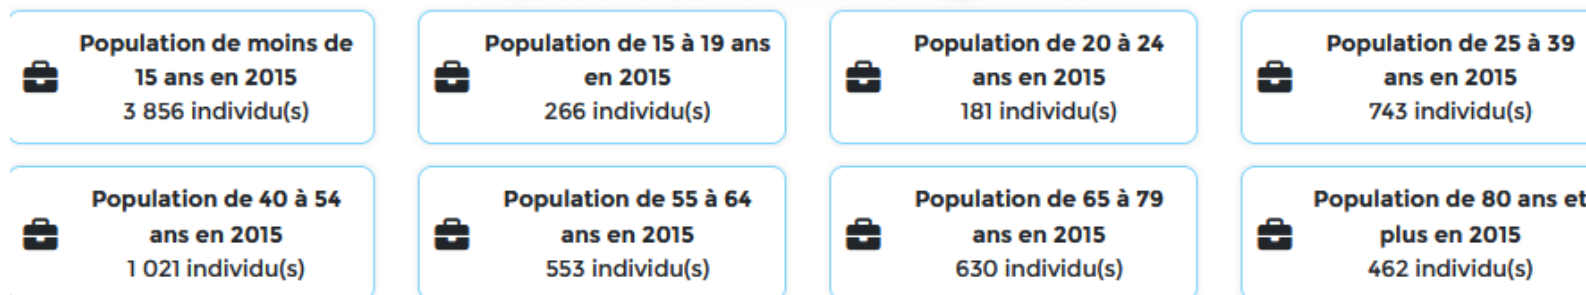 Population de moins de
15 ans en 2015
3 856 individu(s)
Population de 15 à 19 ans
en 2015
266 individu(s)
Population de 20 à 24
ans en 2015
181 individu(s)
Population de 25 à 39
ans en 2015
743 individu(s)
Population de 40 à 54
ans en 2015
1 021 individu(s)
Population de 55 à 64
ans en 2015
553 individu(s)
Population de 65 à 79
ans en 2015
630 individu(s)
Population de 80 ans et
plus en 2015
462 individu(s)